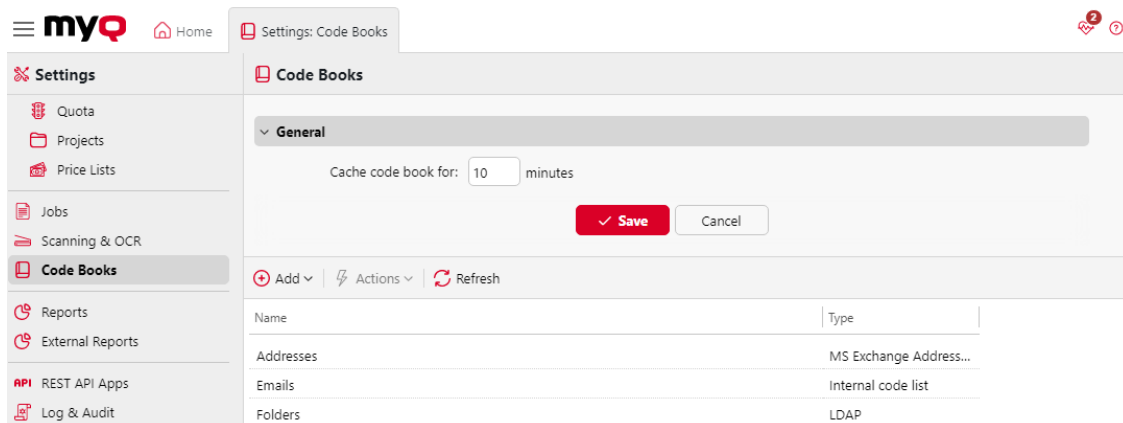 myQ
Home
Settings: Code Books
2
?
Settings
Code Books
Quota
General
Projects
Price Lists
Cache code book for: 10 minutes
Jobs
Save
Cancel
Scanning & OCR
Code Books
Add
Actions
Refresh
Reports
Name
Type
External Reports
Addresses
MS Exchange Address...
API REST API Apps
Emails
Internal code list
Log & Audit
Folders
LDAP